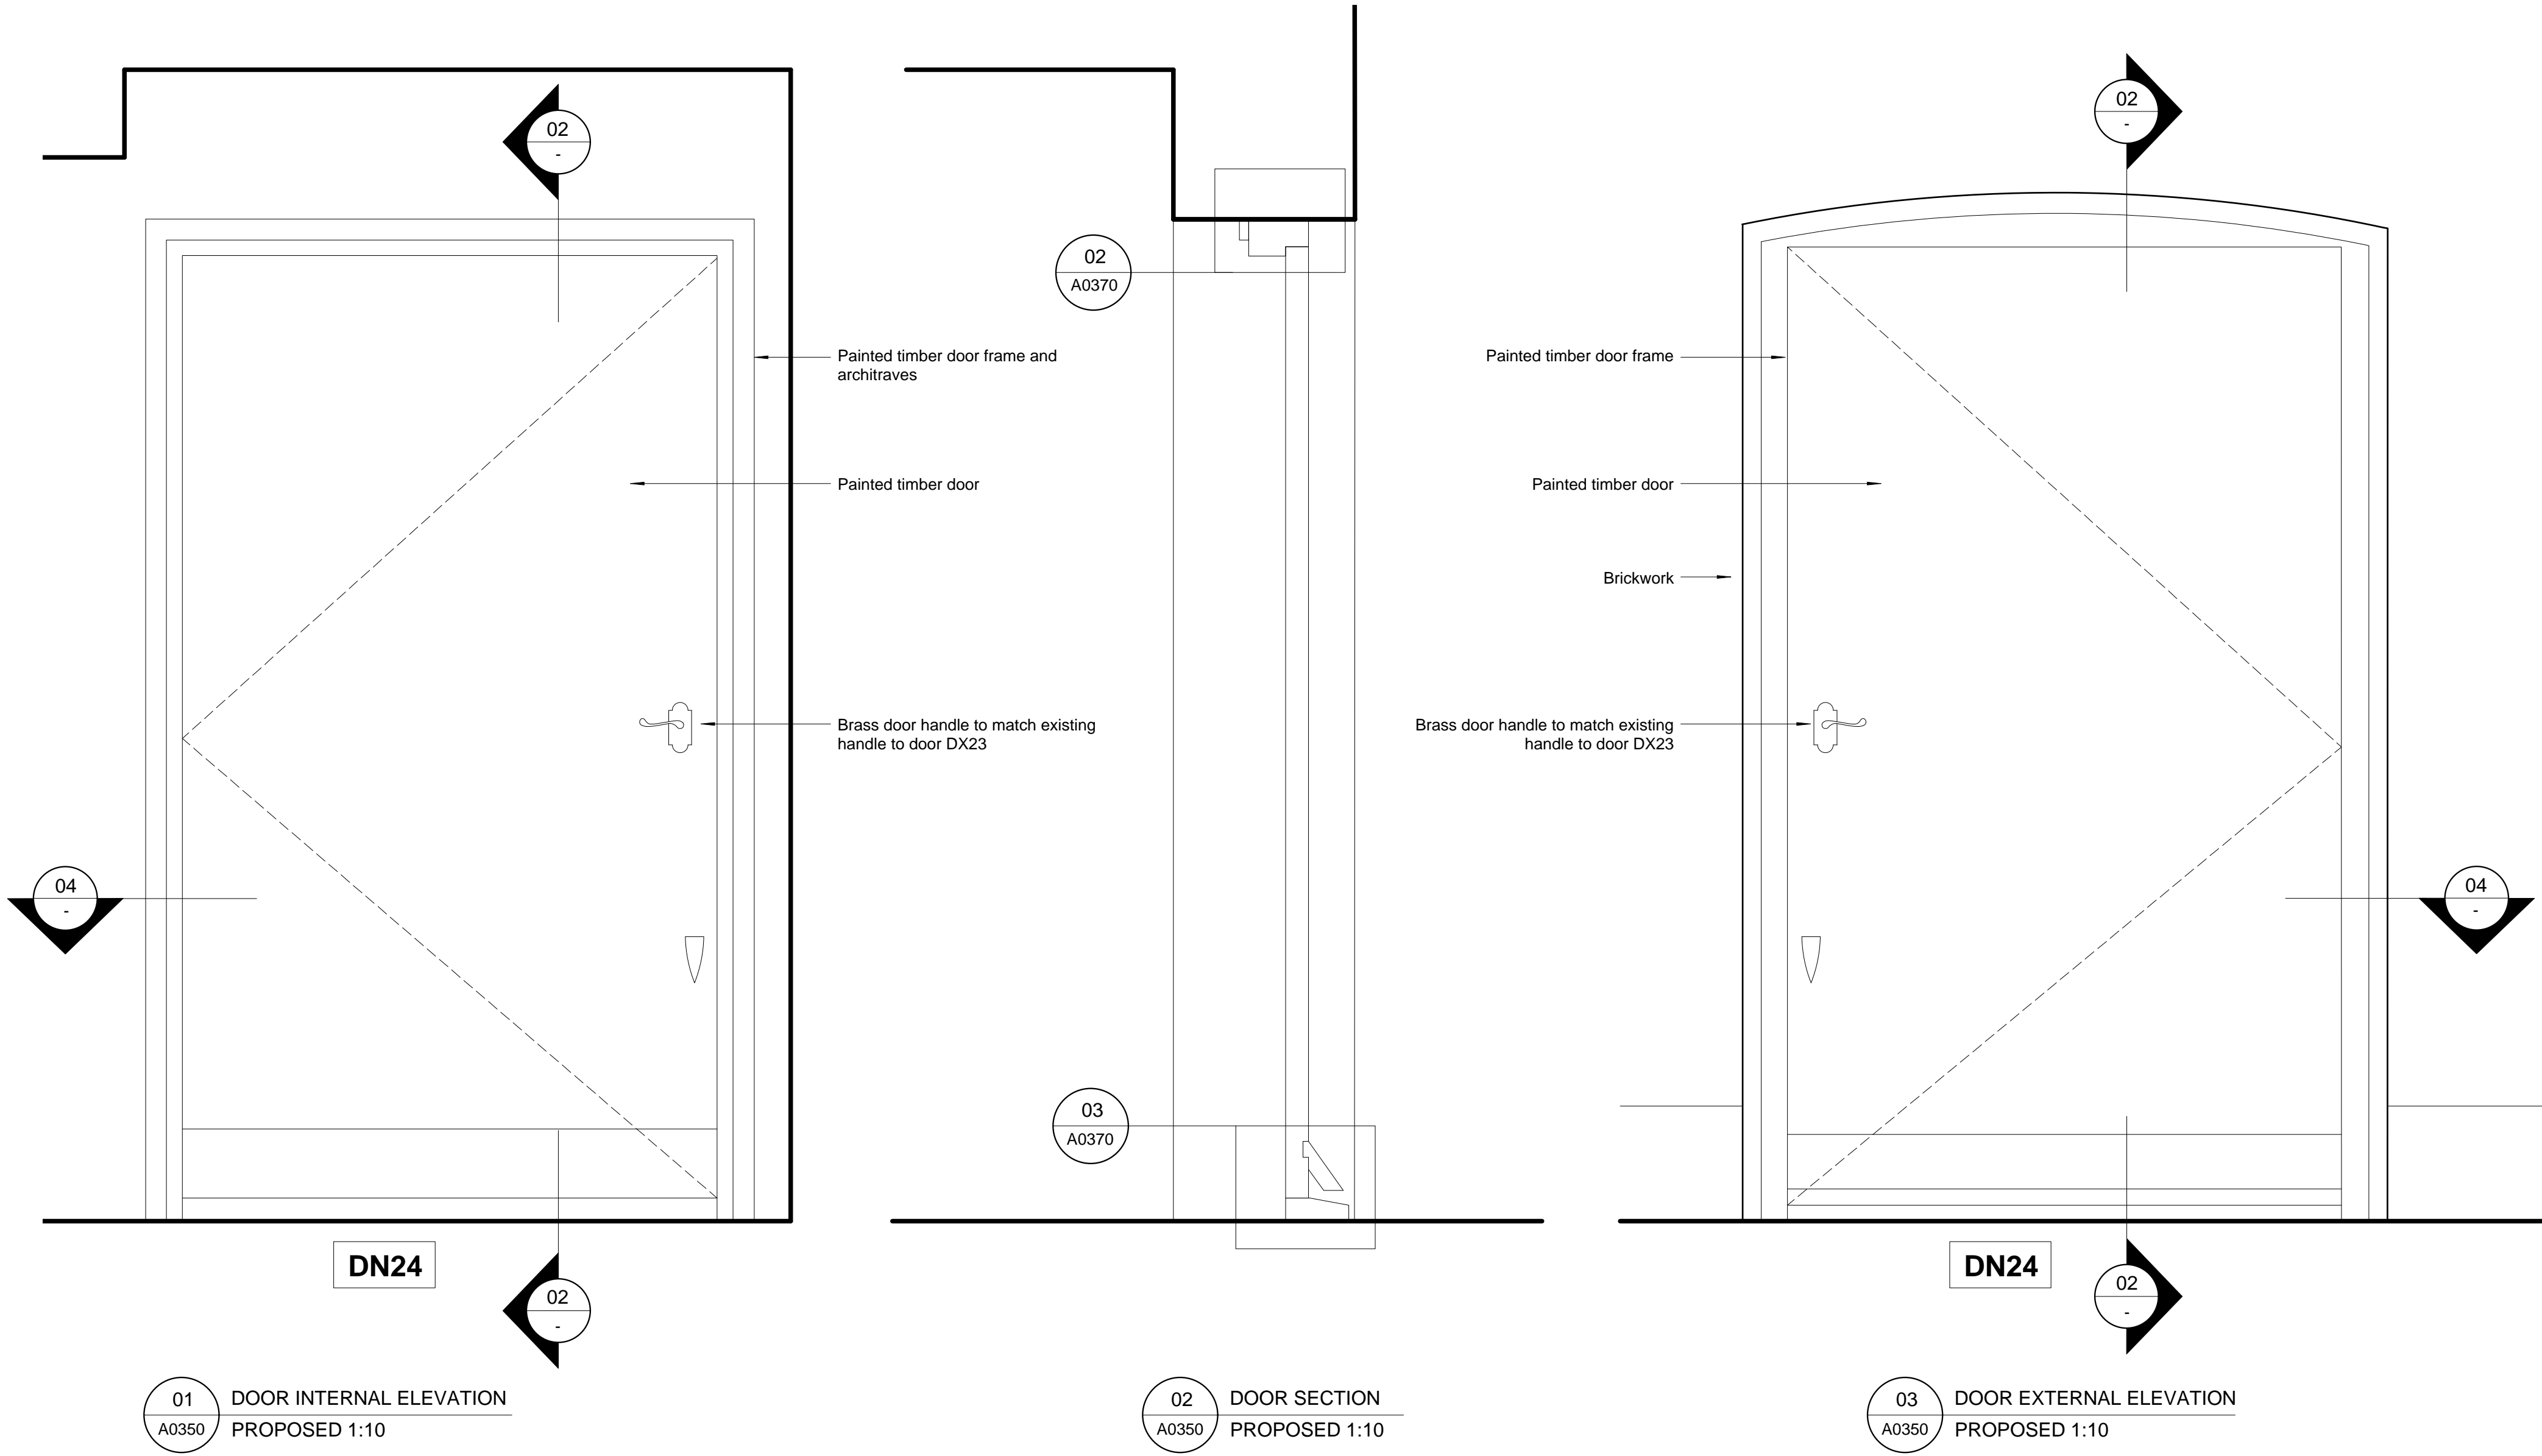 02
-
Painted timber door frame and
architraves
Painted timber door
Brass door handle to match existing
handle to door DX23
04
-
DN24
02
-
01
A0350
DOOR INTERNAL ELEVATION
PROPOSED 1:10
02
A0370
03
A0370
02
A0350
DOOR SECTION
PROPOSED 1:10
02
-
Painted timber door frame
Painted timber door
Brickwork
Brass door handle to match existing
handle to door DX23
04
-
DN24
02
-
03
A0350
DOOR EXTERNAL ELEVATION
PROPOSED 1:10